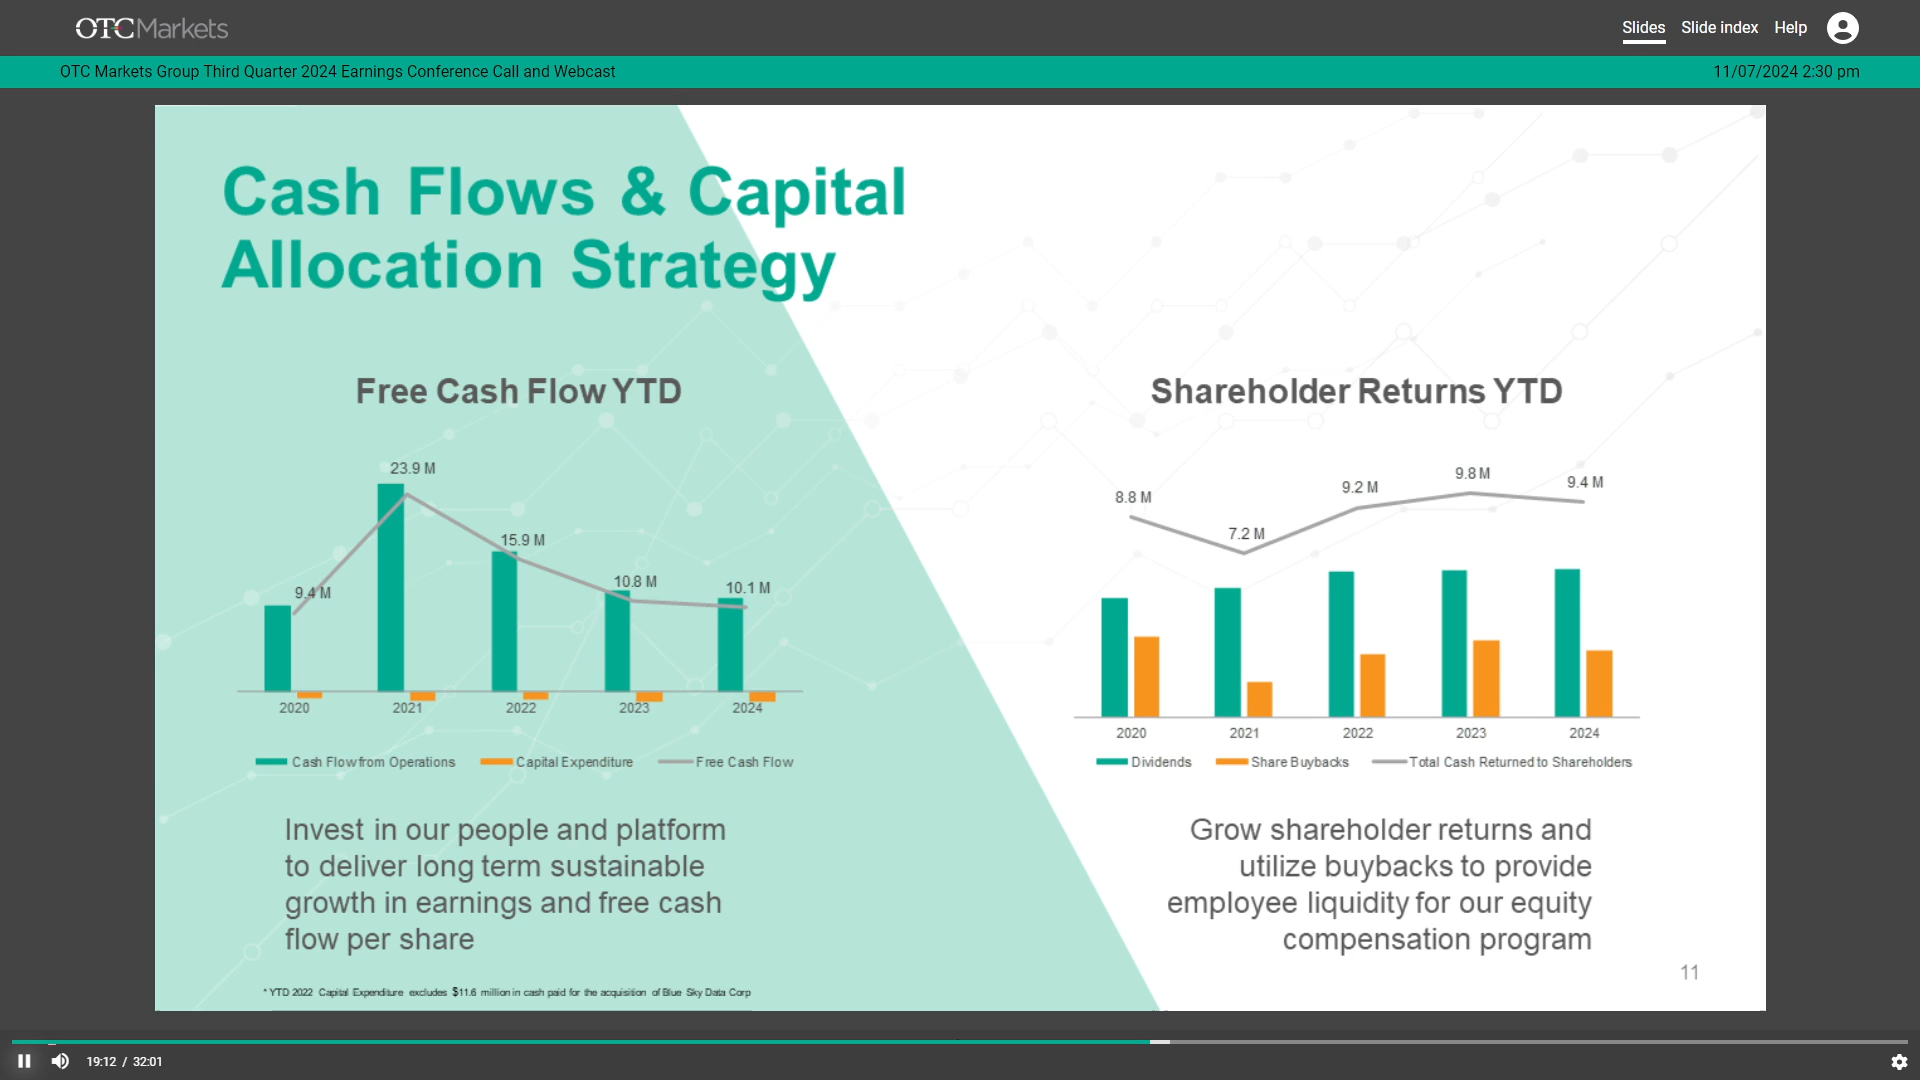 OTCMarkets
Slides Slide index Help
OTC Markets Group Third Quarter 2024 Earnings Conference Call and Webcast
11/07/2024 2:30 pm
Cash Flows & Capital
Allocation Strategy
Free Cash Flow YTD
23.9 M
15.9 M
10.8 M
10.1 M
9.4 M
2020 2021 2022 2023 2024
Cash Flow from Operations Capital Expenditure Free Cash Flow
Invest in our people and platform
to deliver long term sustainable
growth in earnings and free cash
flow per share
* YTD 2022 Capital Expenditure excludes $11.6 million in cash paid for the acquisition of Blue Sky Data Corp
Shareholder Returns YTD
8.8 M
7.2 M
9.2 M
9.8 M
9.4 M
2020 2021 2022 2023 2024
Dividends Share Buybacks Total Cash Returned to Shareholders
Grow shareholder returns and
utilize buybacks to provide
employee liquidity for our equity
compensation program
11
19:12 / 32:01